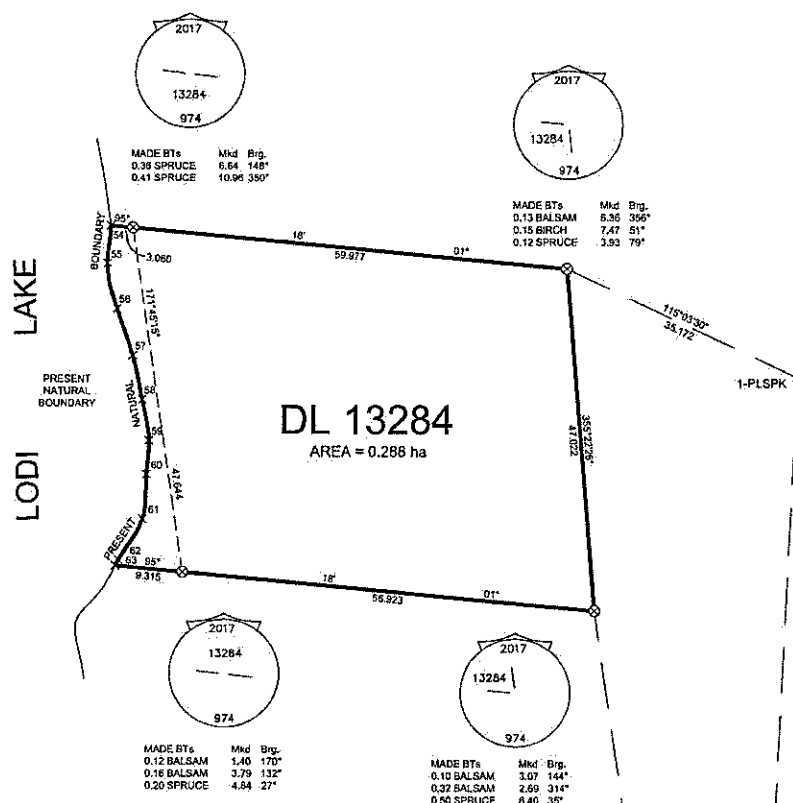 2017
13284
974
MADE BTs Mkd Brg.
0.36 SPRUCE 6.64 148°
0.41 SPRUCE 10.96 350°
2017
13284
974
MADE BTs Mkd Brg.
0.13 BALSAM 6.36 356°
0.15 BIRCH 7.47 51°
0.12 SPRUCE 3.93 79°
95°
54
3.060
18'
59.977
01"
BOUNDARY
55
56
57
58
59
60
61
62
63
NATURAL
PRESENT
LODI LAKE
PRESENT
NATURAL
BOUNDARY
171°45'15"
47.644
DL 13284
AREA = 0.288 ha
115°03'30"
35.172
1-PLSPK
355°22'26"
47.022
95°
9.315
18'
56.923
01"
2017
13284
974
MADE BTs Mkd Brg.
0.12 BALSAM 1.40 170°
0.16 BALSAM 3.79 132°
0.20 SPRUCE 4.84 27°
2017
13284
974
MADE BTs Mkd Brg.
0.10 BALSAM 3.07 144°
0.32 BALSAM 2.69 314°
0.50 SPRUCE 6.40 35°